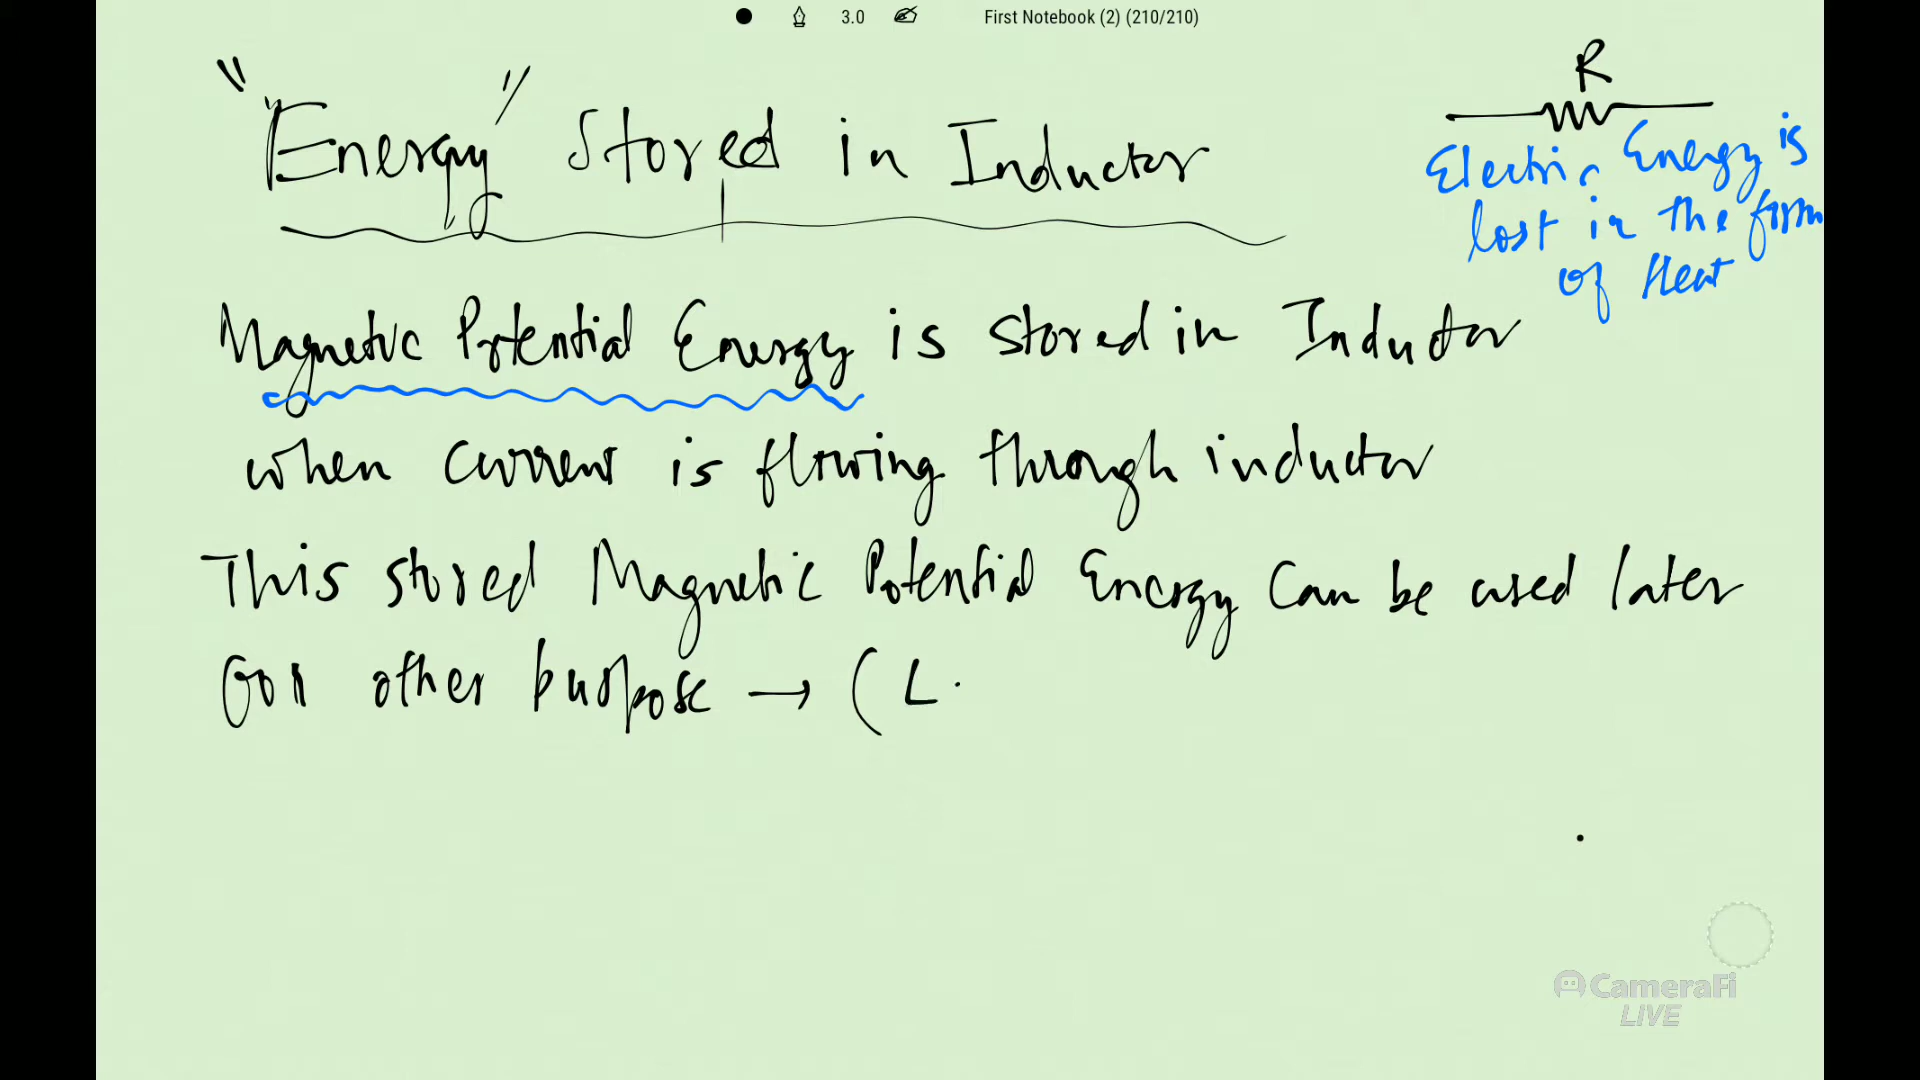 3.0 First Notebook (2) (210/210)
"Energy" Stored in Inductor
R
Electric Energy is
lost in the form
of Heat
Magnetic Potential Energy is stored in Inductor
when current is flowing through inductor
This stored Magnetic Potential Energy Can be used later
for other purpose → (L.
CameraFi
LIVE